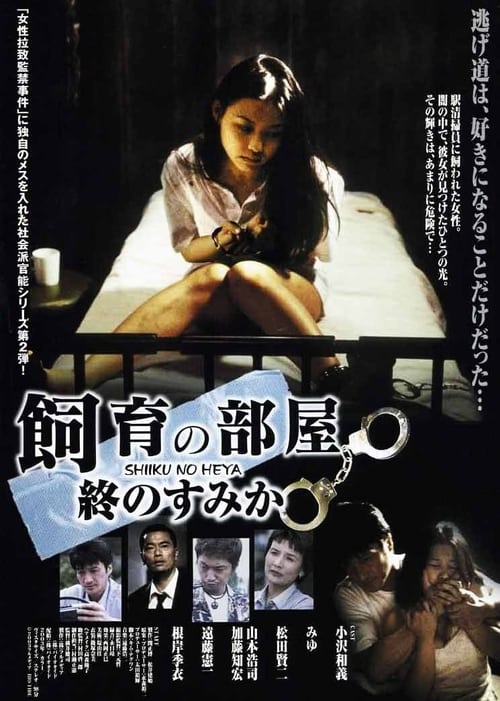 逃げ道は、好きになることだけだった…
駅清掃員に飼われた女性。
闇の中で、彼女が見つけたひとつの光。
その輝きは、あまりに危険で…
「女性拉致監禁事件」に独自のメスを入れた社会派官能シリーズ第2弾!
飼育の部屋
SHIIKU NO HEYA
終のすみか
CAST
小沢和義
みゆ
松田賢二
山本浩司
加藤知宏
遠藤憲一
根岸季衣
STAFF